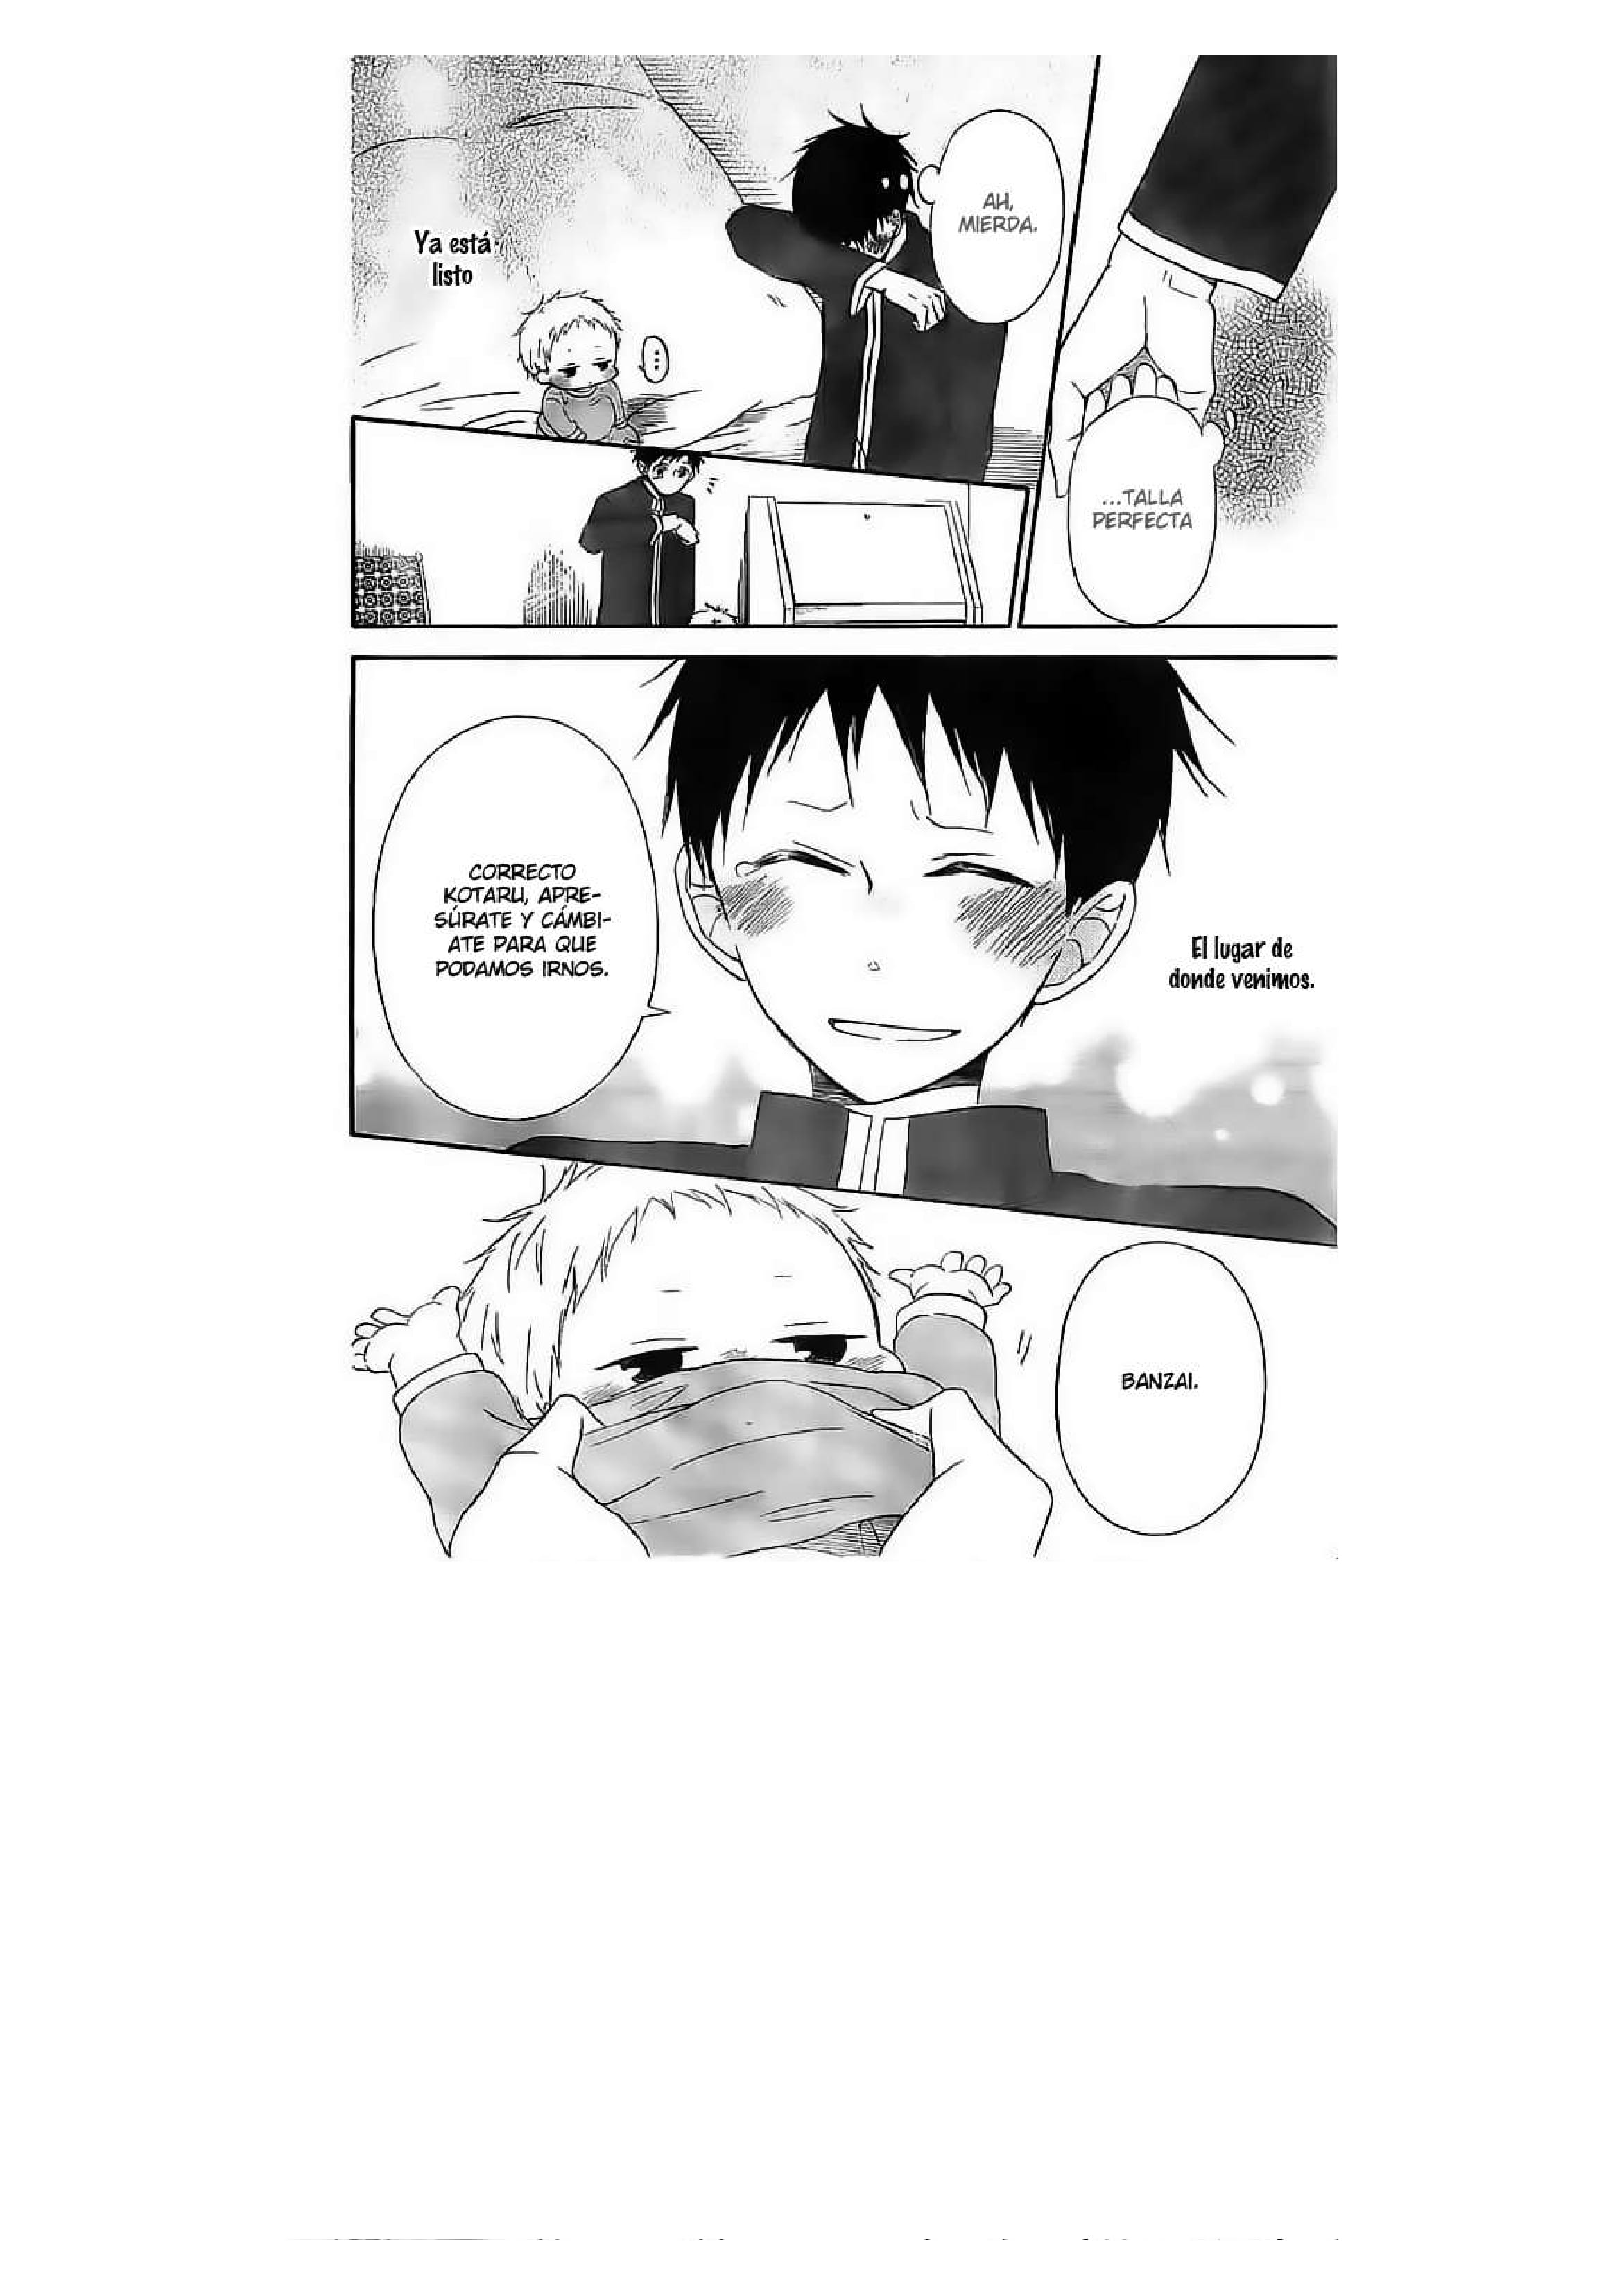 ...TALLA
PERFECTA
AH,
MIERDA.
Ya está
listo
El lugar de
donde venimos.
CORRECTO
KOTARU, APRE-
SÚRATE Y CÁMBI-
ATE PARA QUE
PODAMOS IRNOS.
BANZAI.